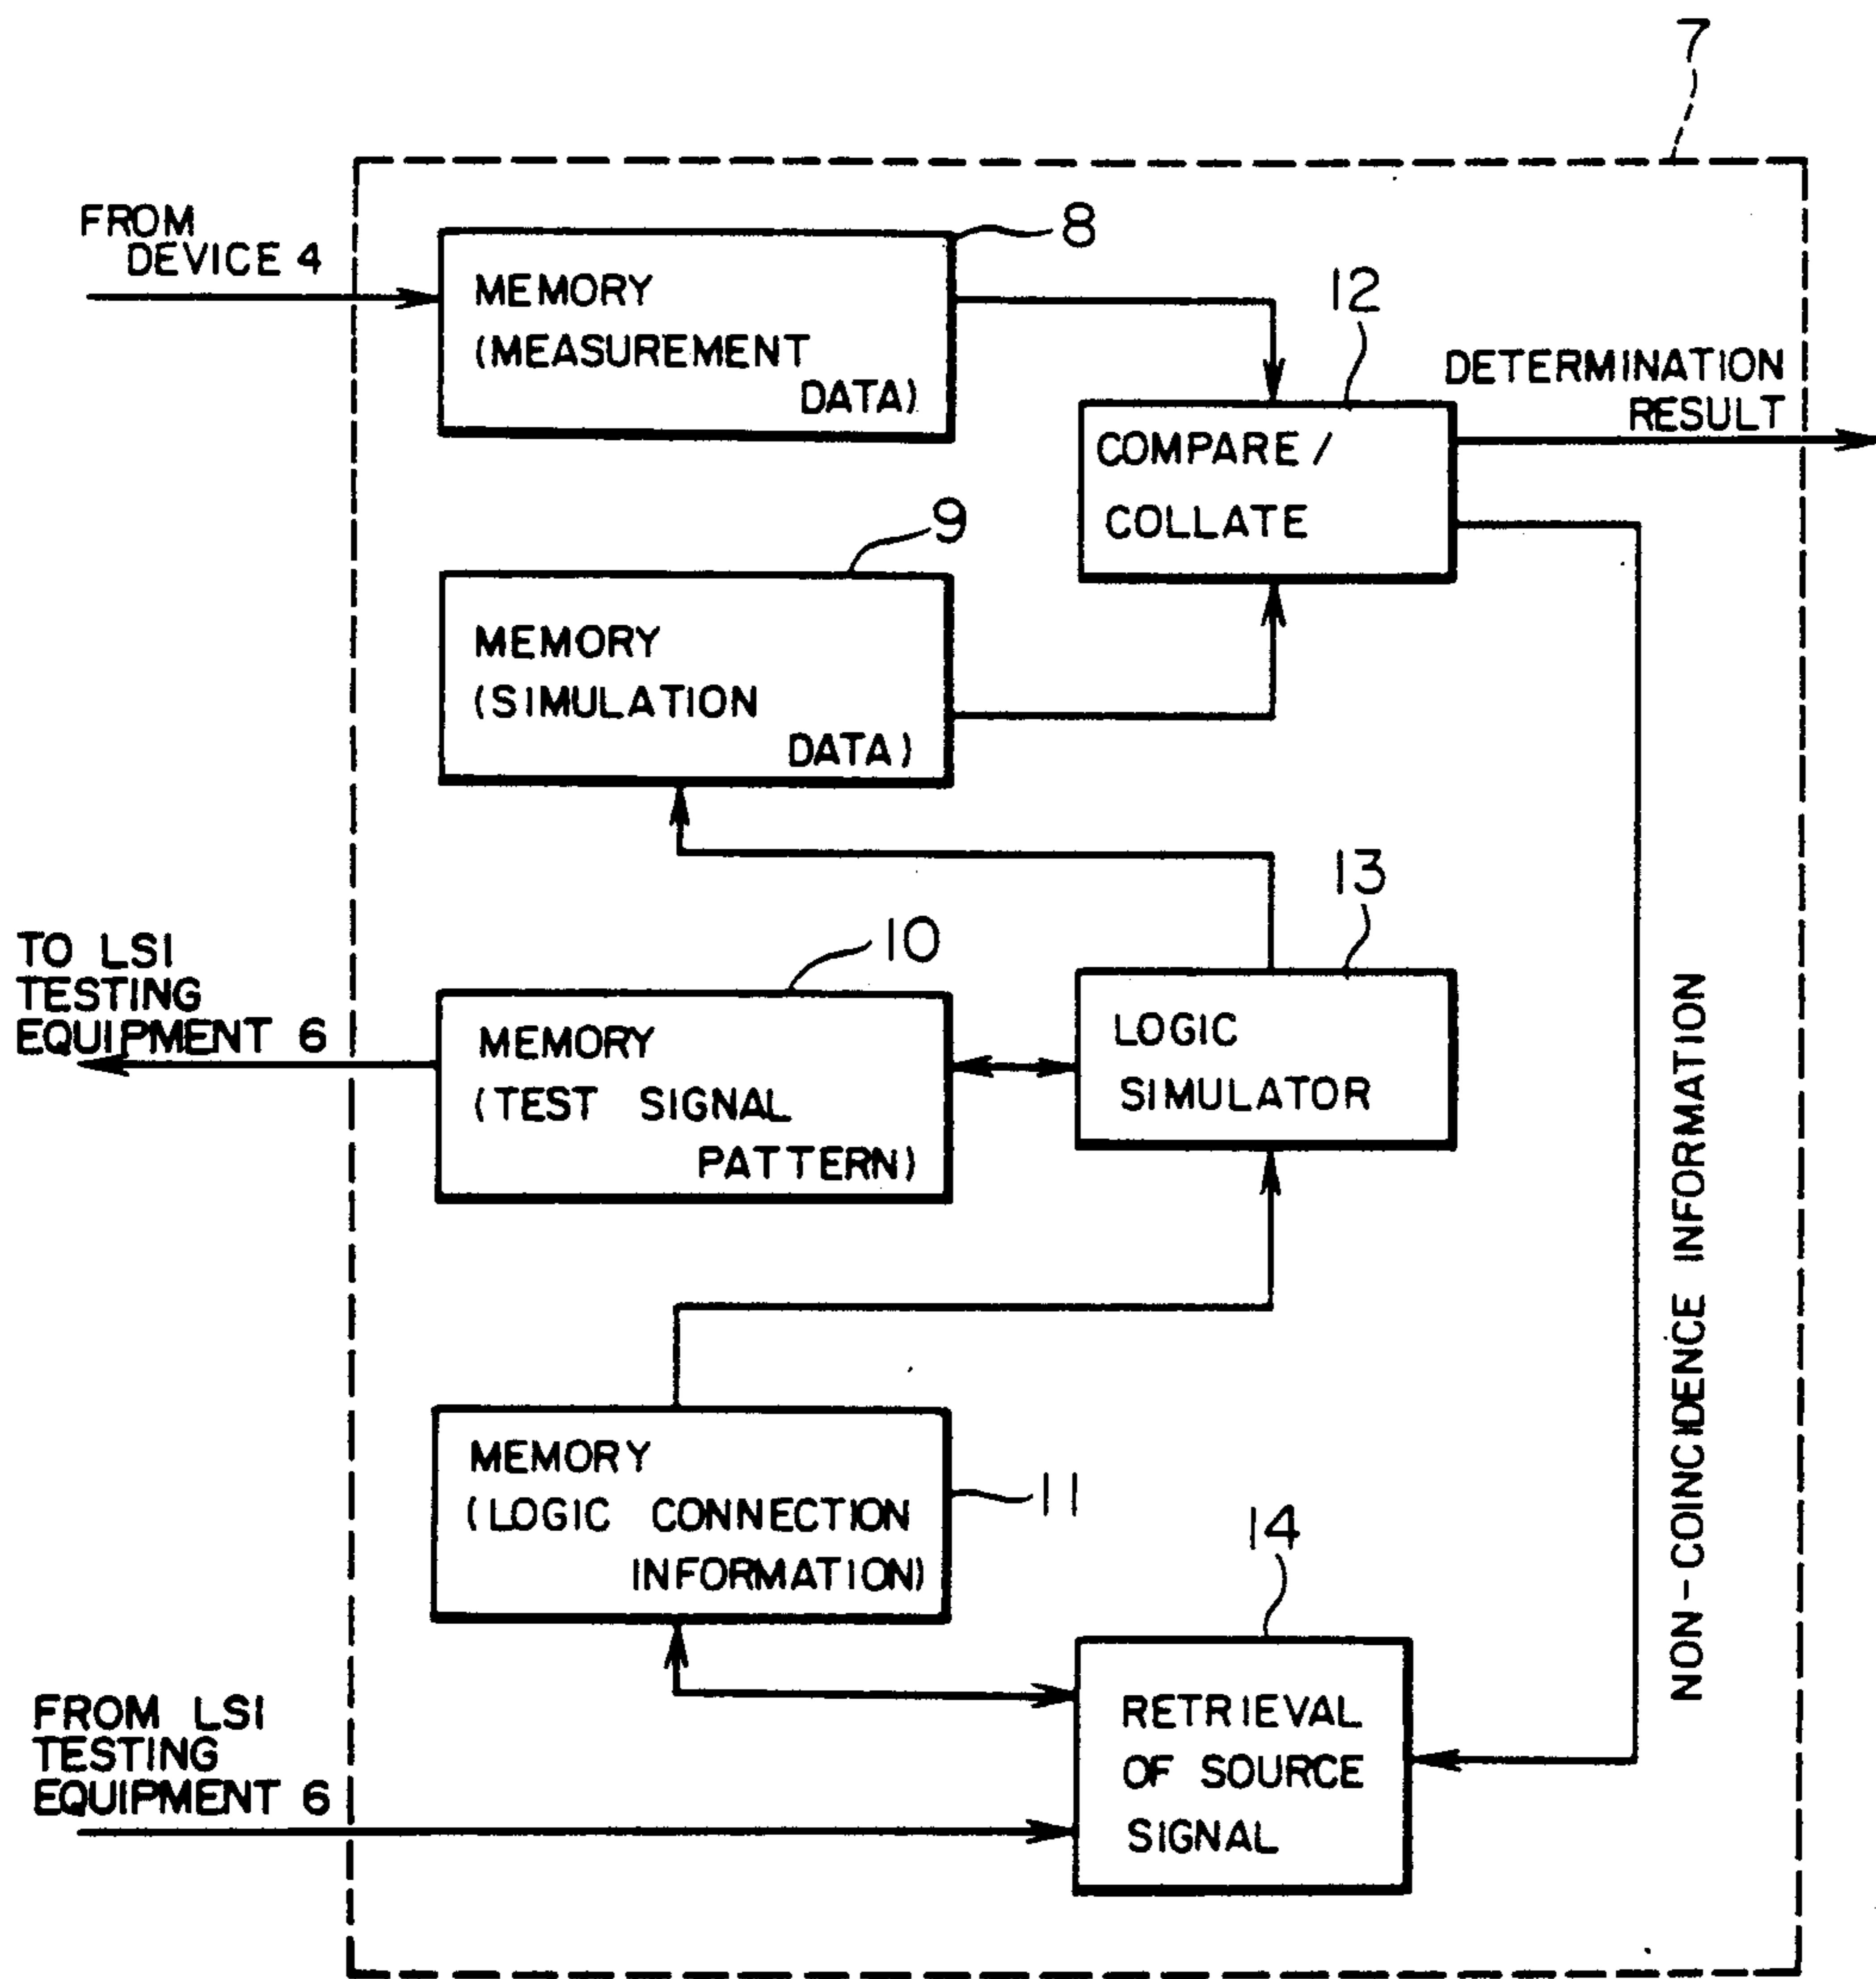 7
FROM
DEVICE 4
8
MEMORY
(MEASUREMENT
DATA)
12
DETERMINATION
RESULT
COMPARE /
COLLATE
9
MEMORY
(SIMULATION
DATA)
13
10
TO LSI
TESTING
EQUIPMENT 6
MEMORY
(TEST SIGNAL
PATTERN)
LOGIC
SIMULATOR
NON-COINCIDENCE INFORMATION
MEMORY
(LOGIC CONNECTION
INFORMATION)
11
14
FROM LSI
TESTING
EQUIPMENT 6
RETRIEVAL
OF SOURCE
SIGNAL